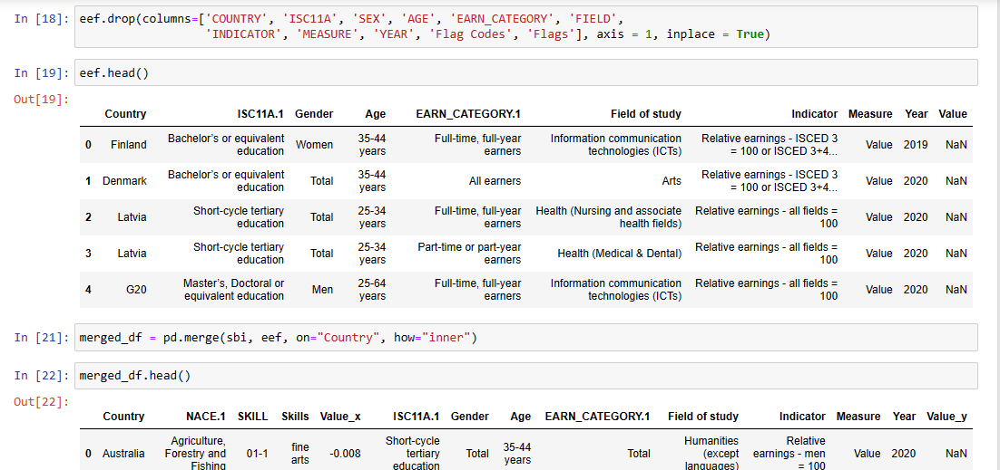 In [18]: eef.drop(columns=['COUNTRY', 'ISC11A', 'SEX', 'AGE', 'EARN_CATEGORY', 'FIELD',
'INDICATOR', 'MEASURE', 'YEAR', 'Flag Codes', 'Flags'], axis = 1, inplace = True)
In [19]: eef.head()
Out[19]:
Country ISC11A.1 Gender Age EARN_CATEGORY.1 Field of study Indicator Measure Year Value
0 Finland Bachelor's or equivalent education Women 35-44 years Full-time, full-year earners Information communication technologies (ICTs) Relative earnings - ISCED 3 = 100 or ISCED 3+4... Value 2019 NaN
1 Denmark Bachelor's or equivalent education Total 35-44 years All earners Arts Relative earnings - ISCED 3 = 100 or ISCED 3+4... Value 2020 NaN
2 Latvia Short-cycle tertiary education Total 25-34 years Full-time, full-year earners Health (Nursing and associate health fields) Relative earnings - all fields = 100 Value 2020 NaN
3 Latvia Short-cycle tertiary education Total 25-34 years Part-time or part-year earners Health (Medical & Dental) Relative earnings - all fields = 100 Value 2020 NaN
4 G20 Master's, Doctoral or equivalent education Men 25-64 years Full-time, full-year earners Information communication technologies (ICTs) Relative earnings - all fields = 100 Value 2020 NaN
In [21]: merged_df = pd.merge(sbi, eef, on="Country", how="inner")
In [22]: merged_df.head()
Out[22]:
Country NACE.1 SKILL Skills Value_x ISC11A.1 Gender Age EARN_CATEGORY.1 Field of study Indicator Measure Year Value_y
0 Australia Agriculture, Forestry and Fishing 01-1 fine arts -0.008 Short-cycle tertiary education Total 35-44 years Total Humanities (except languages) Relative earnings - men = 100 Value 2020 NaN